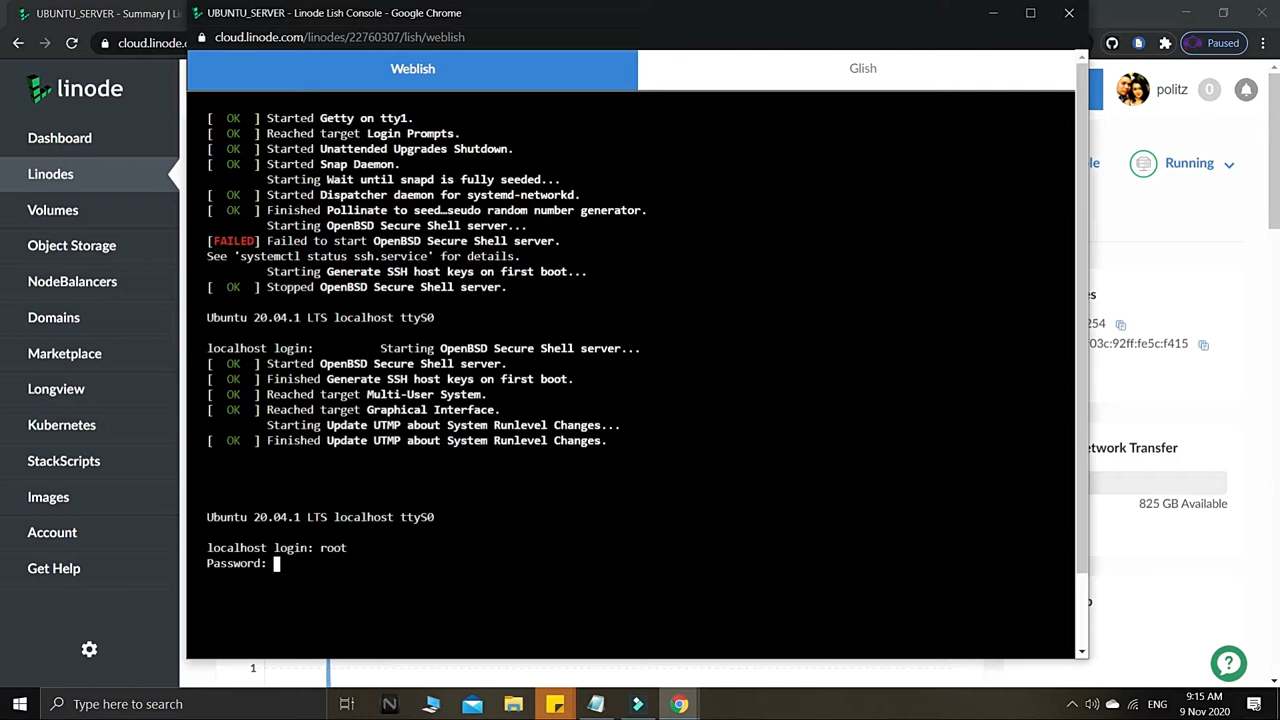 UBUNTU_SERVER - Summary | Lin
UBUNTU_SERVER - Linode Lish Console - Google Chrome
cloud.linode.
cloud.linode.com/linodes/22760307/lish/weblish
Paused
linode
Weblish
Glish
politz
0
Dashboard
Linodes
Volumes
Object Storage
NodeBalancers
Domains
Marketplace
Longview
Kubernetes
StackScripts
Images
Account
Get Help
[  OK  ] Started Getty on tty1.
[  OK  ] Reached target Login Prompts.
[  OK  ] Started Unattended Upgrades Shutdown.
[  OK  ] Started Snap Daemon.
Starting Wait until snapd is fully seeded...
[  OK  ] Started Dispatcher daemon for systemd-networkd.
[  OK  ] Finished Pollinate to seed…seudo random number generator.
Starting OpenBSD Secure Shell server...
[FAILED] Failed to start OpenBSD Secure Shell server.
See 'systemctl status ssh.service' for details.
Starting Generate SSH host keys on first boot...
[  OK  ] Stopped OpenBSD Secure Shell server.
Ubuntu 20.04.1 LTS localhost ttyS0
localhost login:          Starting OpenBSD Secure Shell server...
[  OK  ] Started OpenBSD Secure Shell server.
[  OK  ] Finished Generate SSH host keys on first boot.
[  OK  ] Reached target Multi-User System.
[  OK  ] Reached target Graphical Interface.
Starting Update UTMP about System Runlevel Changes...
[  OK  ] Finished Update UTMP about System Runlevel Changes.
Ubuntu 20.04.1 LTS localhost ttyS0
localhost login: root
Password:
le
Running
es
254
f03c:92ff:fe5c:f415
etwork Transfer
825 GB Available
1
Type here to search
ENG
9:15 AM
9 Nov 2020